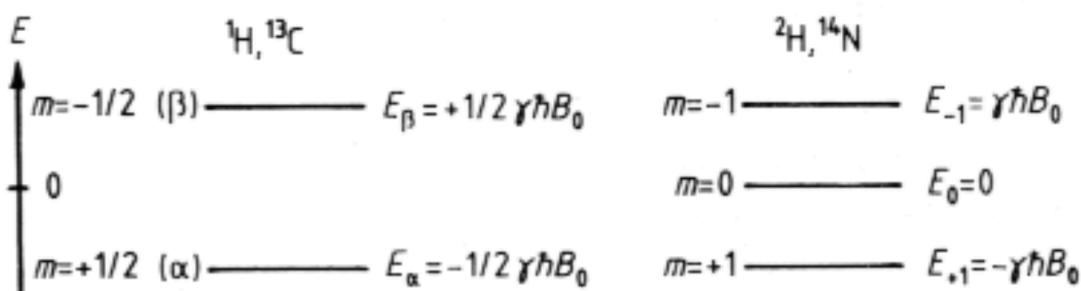 E
¹H, ¹³C
²H, ¹⁴N
m=-1/2 (β) E_β=+1/2 γℏB₀ m=-1 E₋₁=γℏB₀
0 m=0 E₀=0
m=+1/2 (α) E_α=-1/2 γℏB₀ m=+1 E₊₁=-γℏB₀